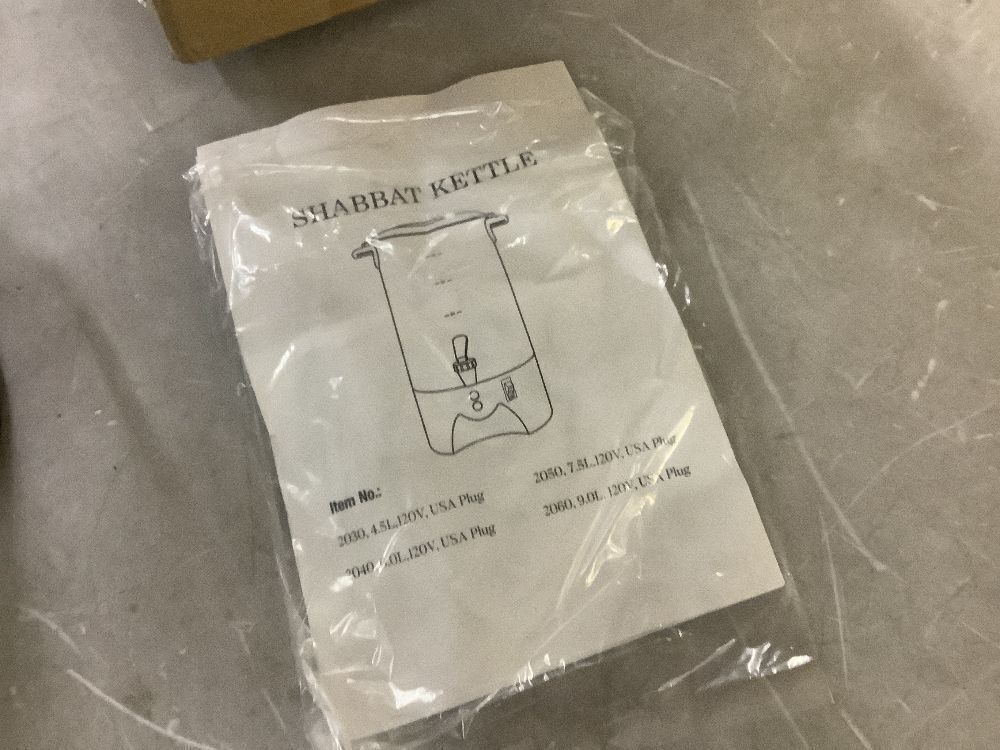 SHABBAT KETTLE
Item No.:
2030, 4.5L,120V, USA Plug
2040, .0L,120V, USA Plug
2050, 7.5L,120V, USA Plug
2060, 9.0L, 120V, USA Plug